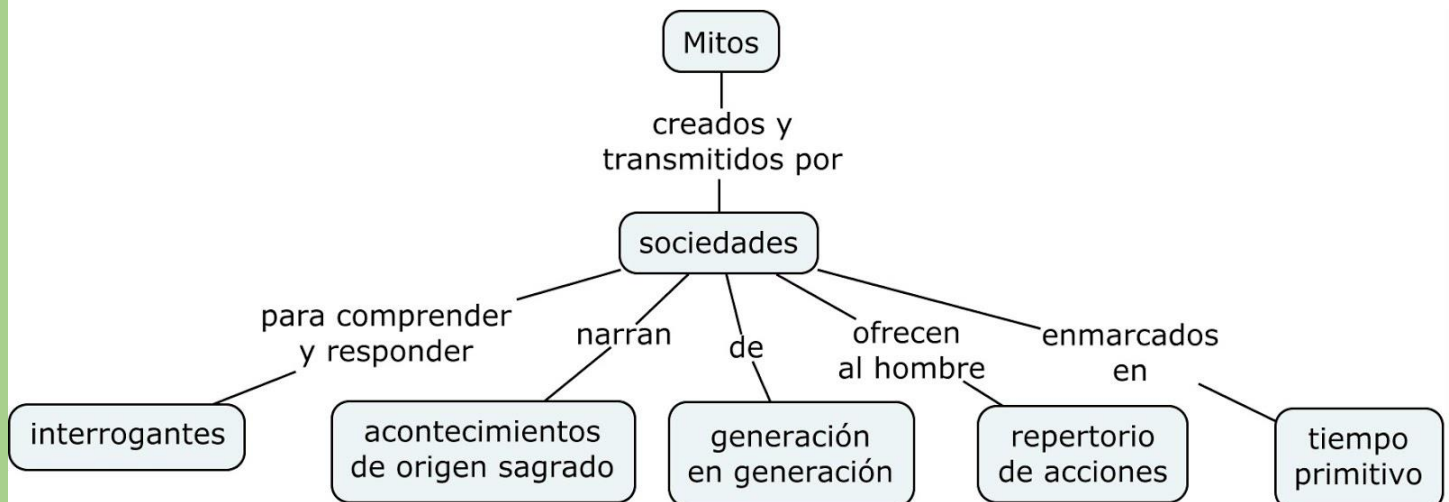 Mitos
creados y
transmitidos por
sociedades
para comprender
y responder
narran
de
ofrecen
al hombre
enmarcados
en
interrogantes
acontecimientos
de origen sagrado
generación
en generación
repertorio
de acciones
tiempo
primitivo